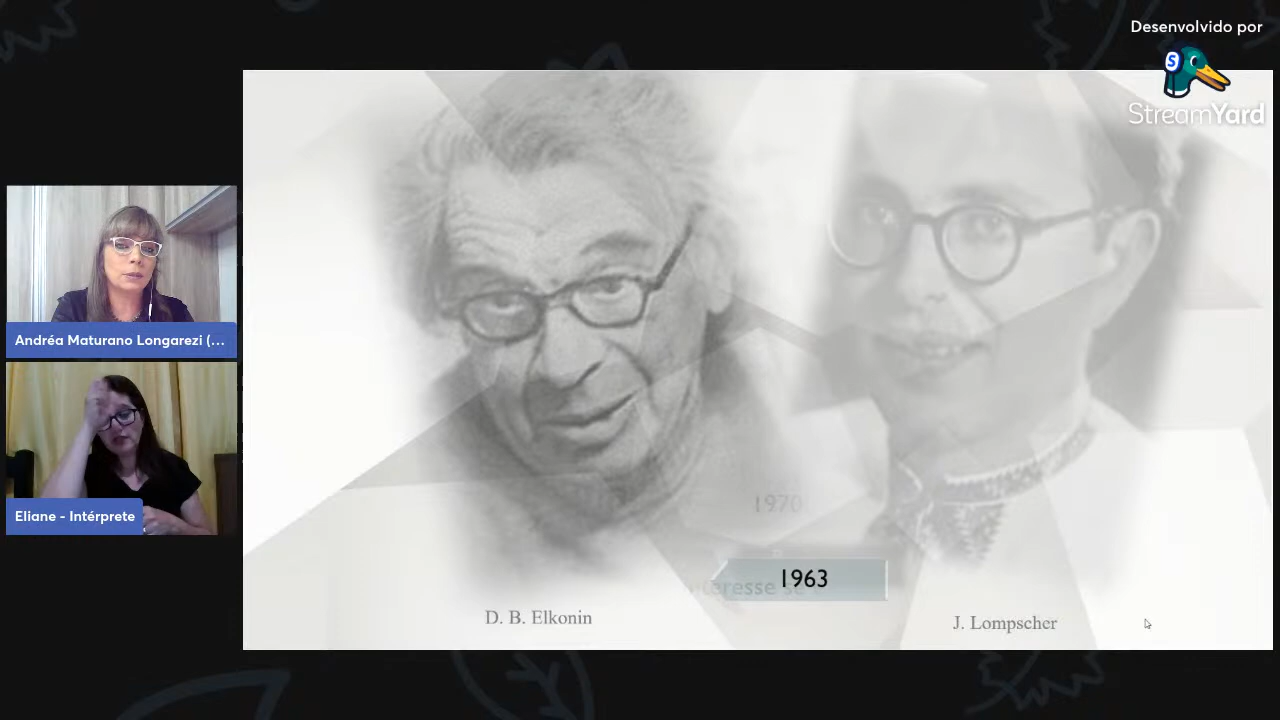 Desenvolvido por
StreamYard
Andréa Maturano Longarezi (...
Eliane - Intérprete
1970
1963
D. B. Elkonin
J. Lompscher